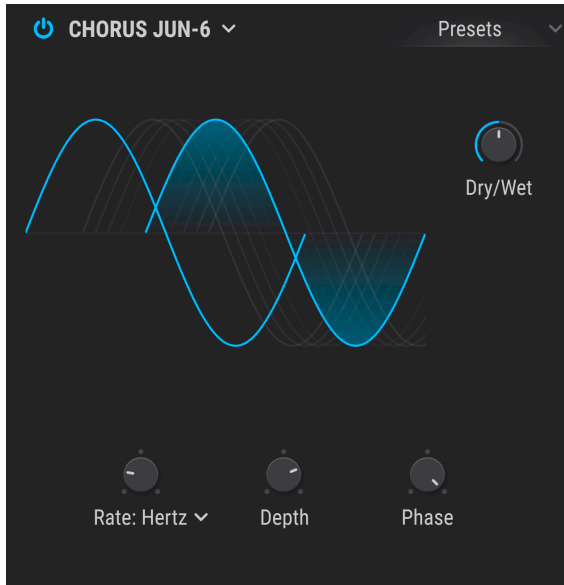 CHORUS JUN-6
Presets
Dry/Wet
Rate: Hertz
Depth
Phase